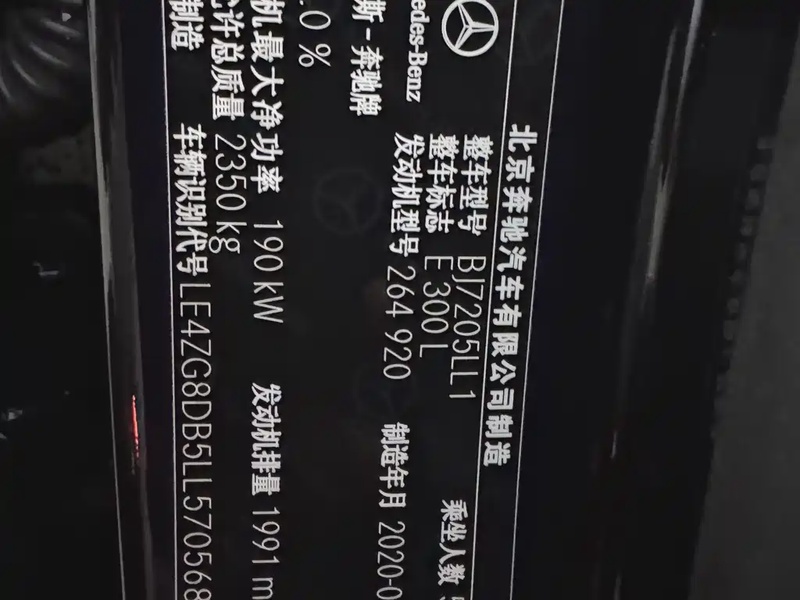 北京奔驰汽车有限公司制造
整车型号 BJ7205LL1 乘坐人数 5
整车标志 E 300 L
发动机型号 264 920 制造年月 2020-0
edes-Benz
斯-奔驰牌
.0 %
机最大净功率 190 kW 发动机排量 1991 m
允许总质量 2350 kg
制造 车辆识别代号 LE4ZG8DB5LL570568